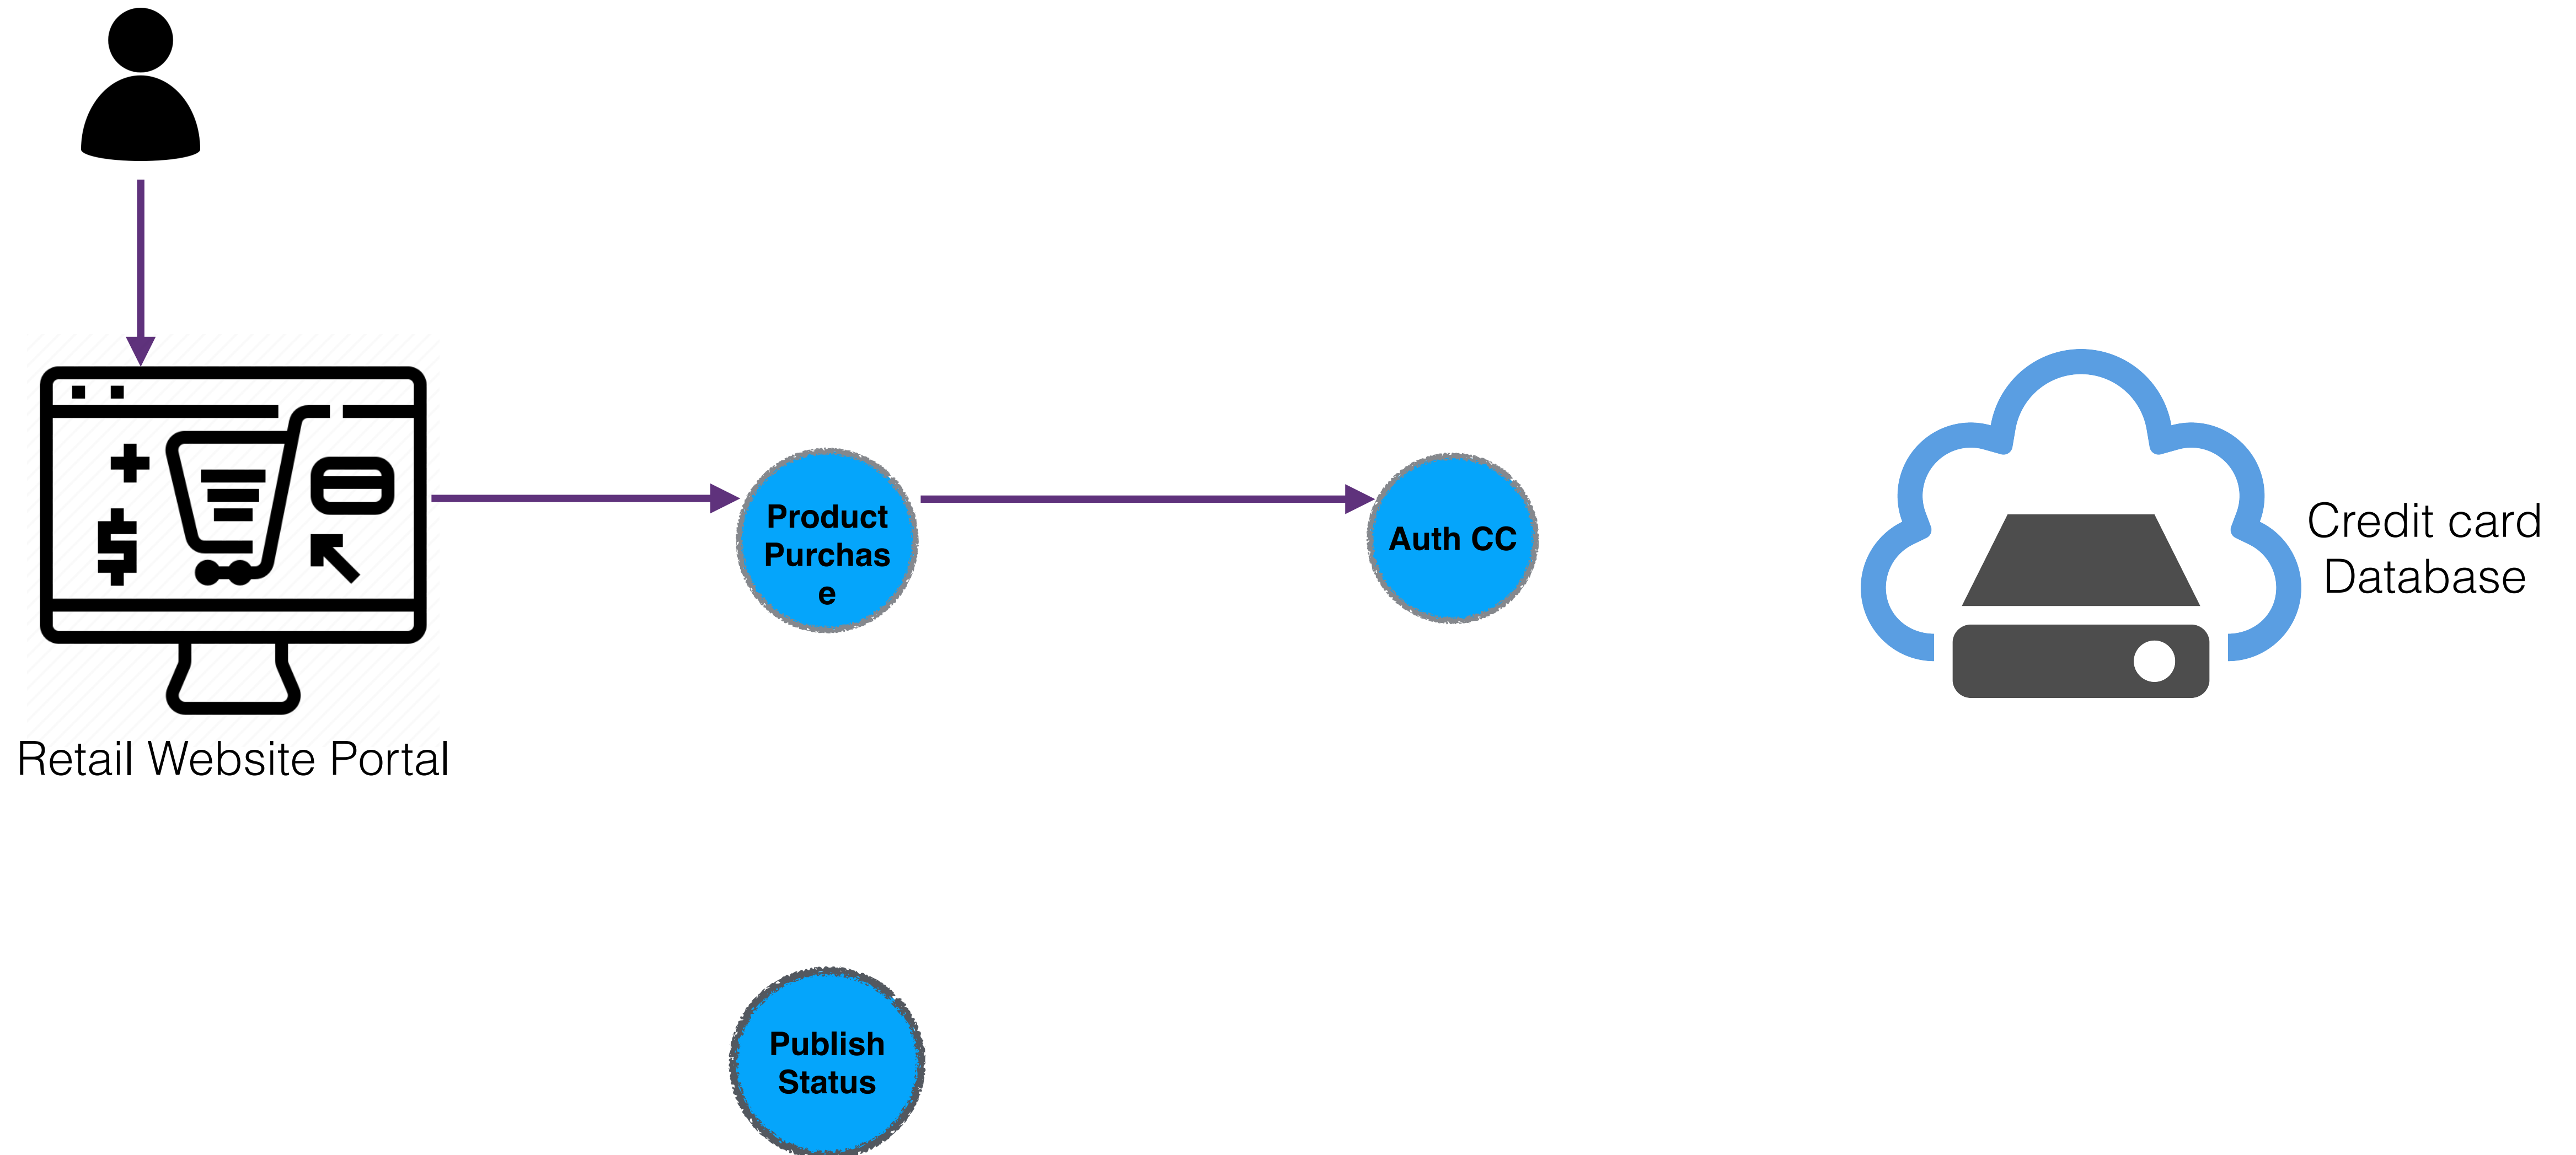 Product
Purchas
e
Auth CC
Credit card
Database
Retail Website Portal
Publish
Status